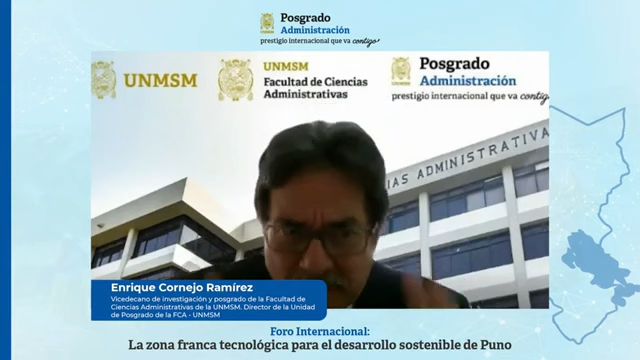 Posgrado
Administración
prestigio internacional que va contigo
UNMSM
UNMSM
Facultad de Ciencias
Administrativas
Posgrado
Administración
prestigio internacional que va contigo
CIAS ADMINISTRATIVA
Enrique Cornejo Ramírez
Vicedecano de investigación y posgrado de la Facultad de
Ciencias Administrativas de la UNMSM. Director de la Unidad
de Posgrado de la FCA - UNMSM
Foro Internacional:
La zona franca tecnológica para el desarrollo sostenible de Puno